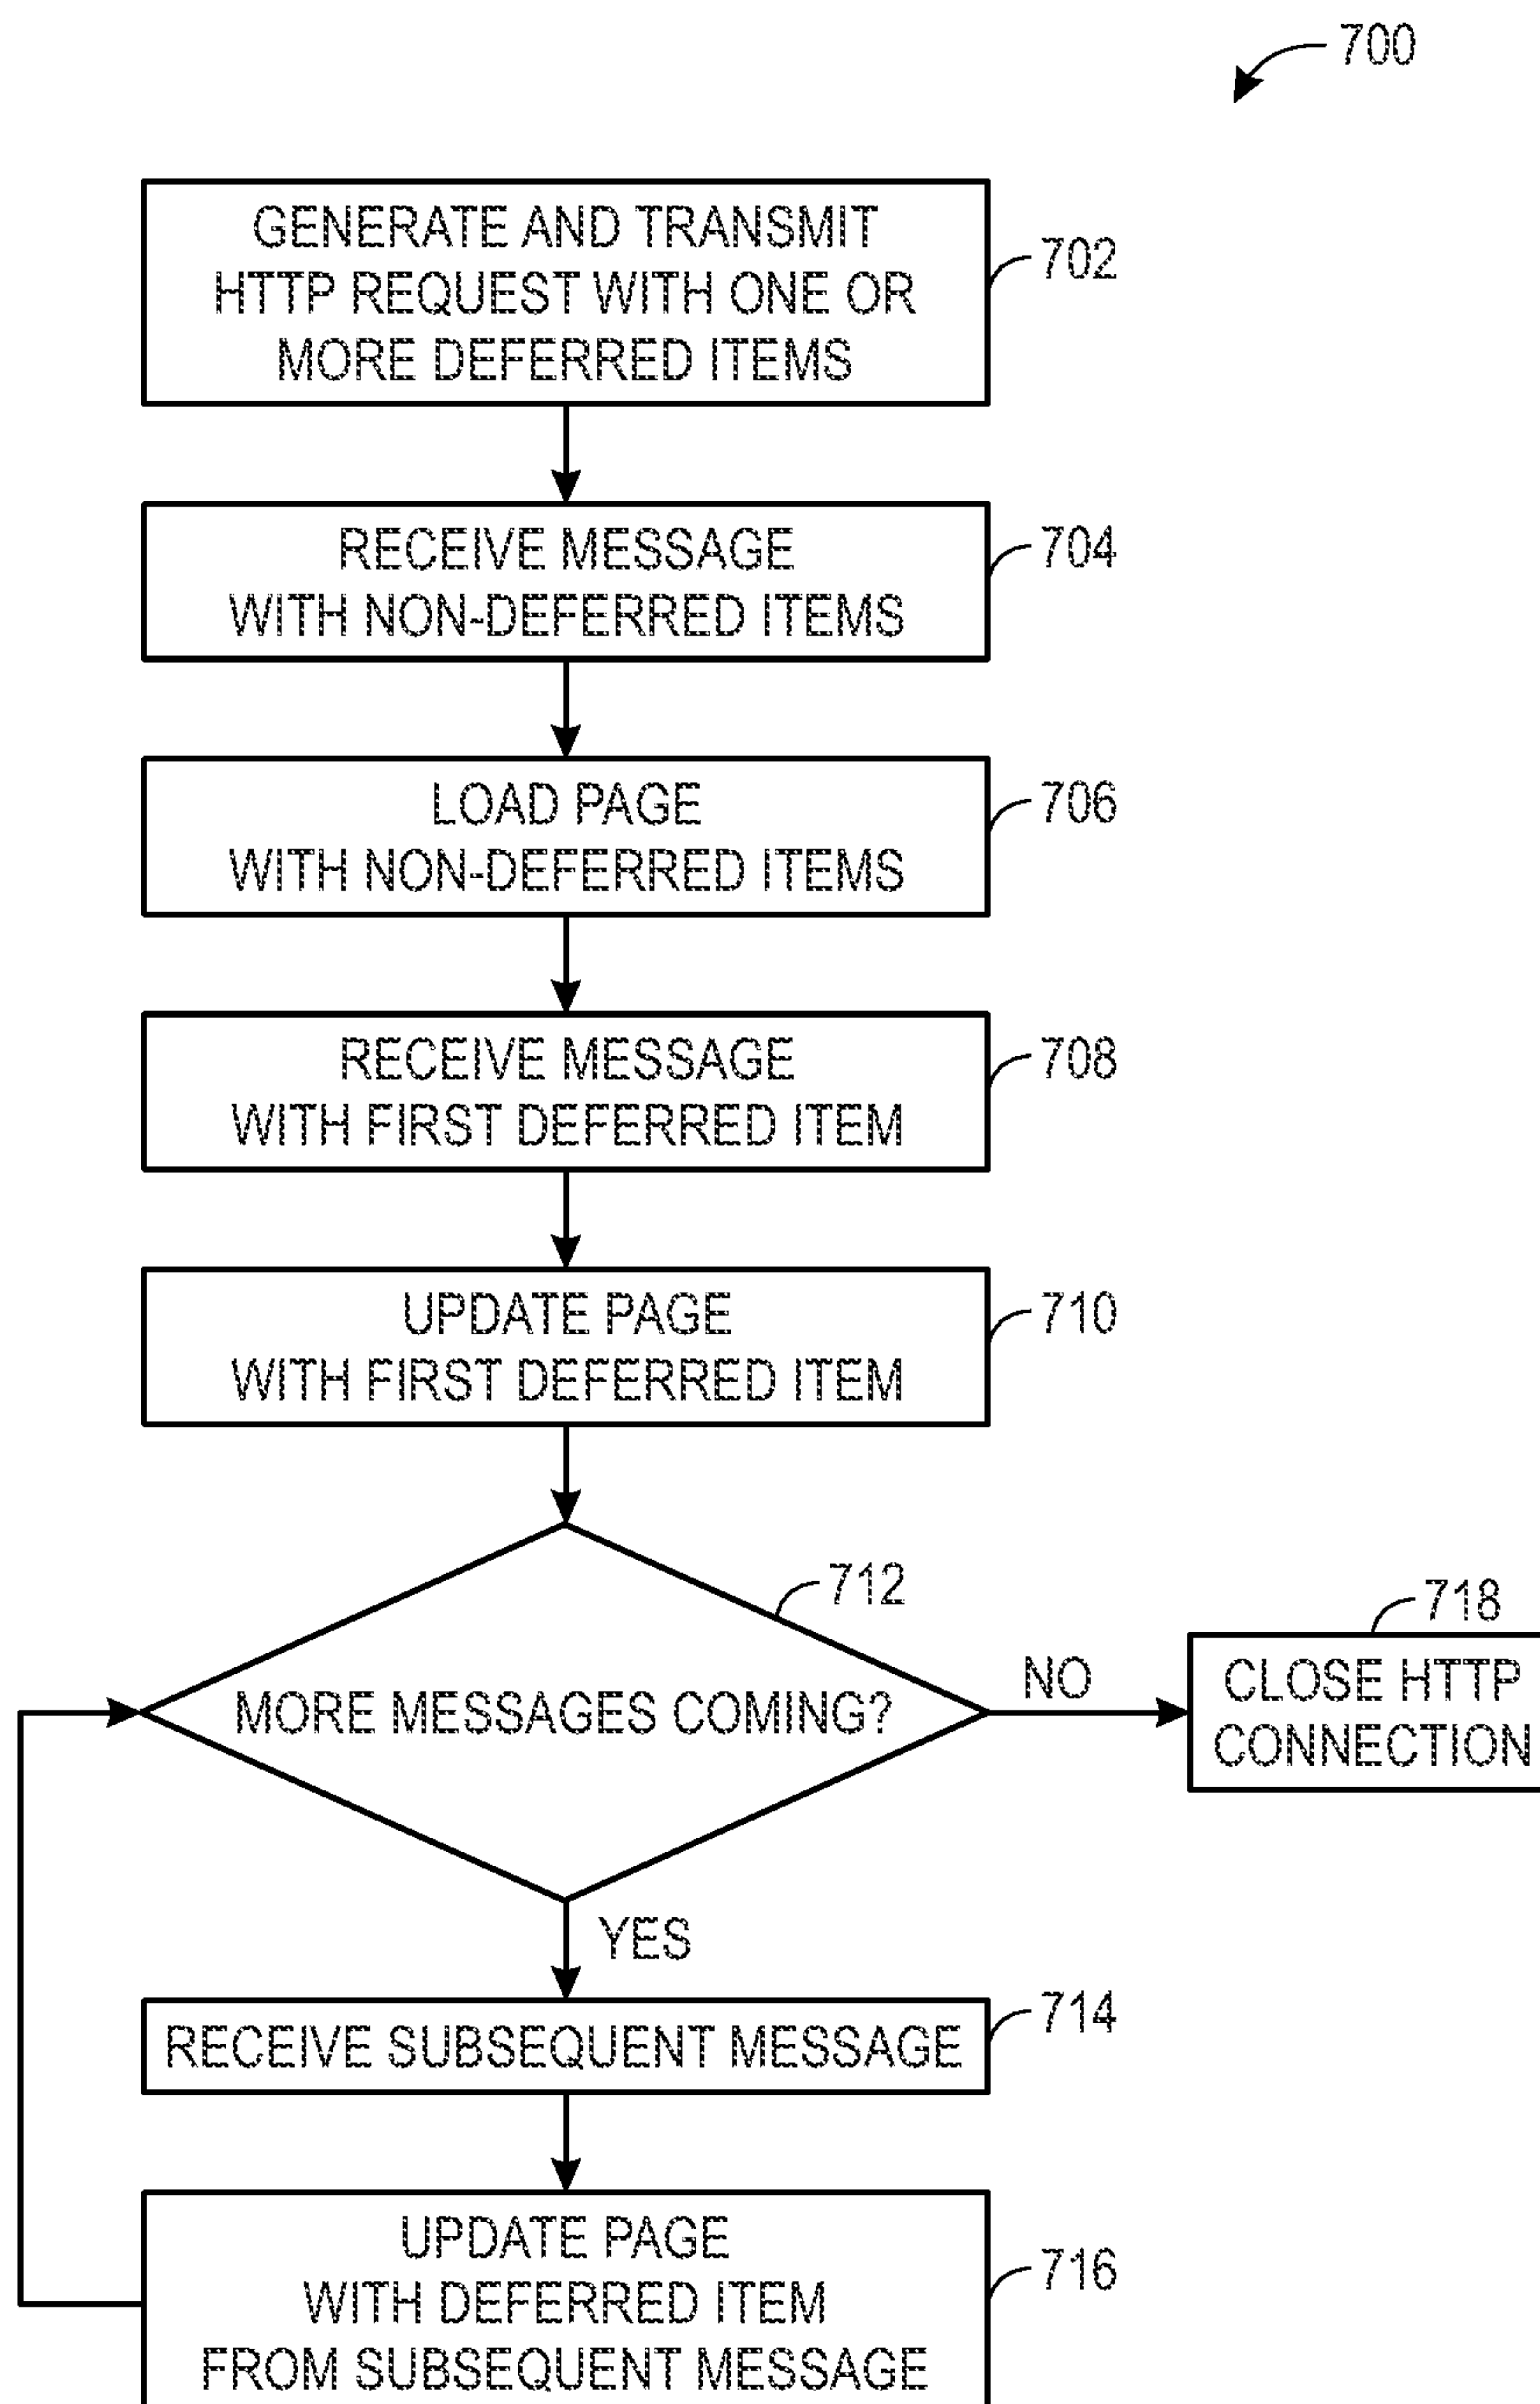 700
GENERATE AND TRANSMIT
HTTP REQUEST WITH ONE OR
MORE DEFERRED ITEMS
702
RECEIVE MESSAGE
WITH NON-DEFERRED ITEMS
704
LOAD PAGE
WITH NON-DEFERRED ITEMS
706
RECEIVE MESSAGE
WITH FIRST DEFERRED ITEM
708
UPDATE PAGE
WITH FIRST DEFERRED ITEM
710
712
MORE MESSAGES COMING?
NO
718
CLOSE HTTP
CONNECTION
YES
RECEIVE SUBSEQUENT MESSAGE
714
UPDATE PAGE
WITH DEFERRED ITEM
FROM SUBSEQUENT MESSAGE
716